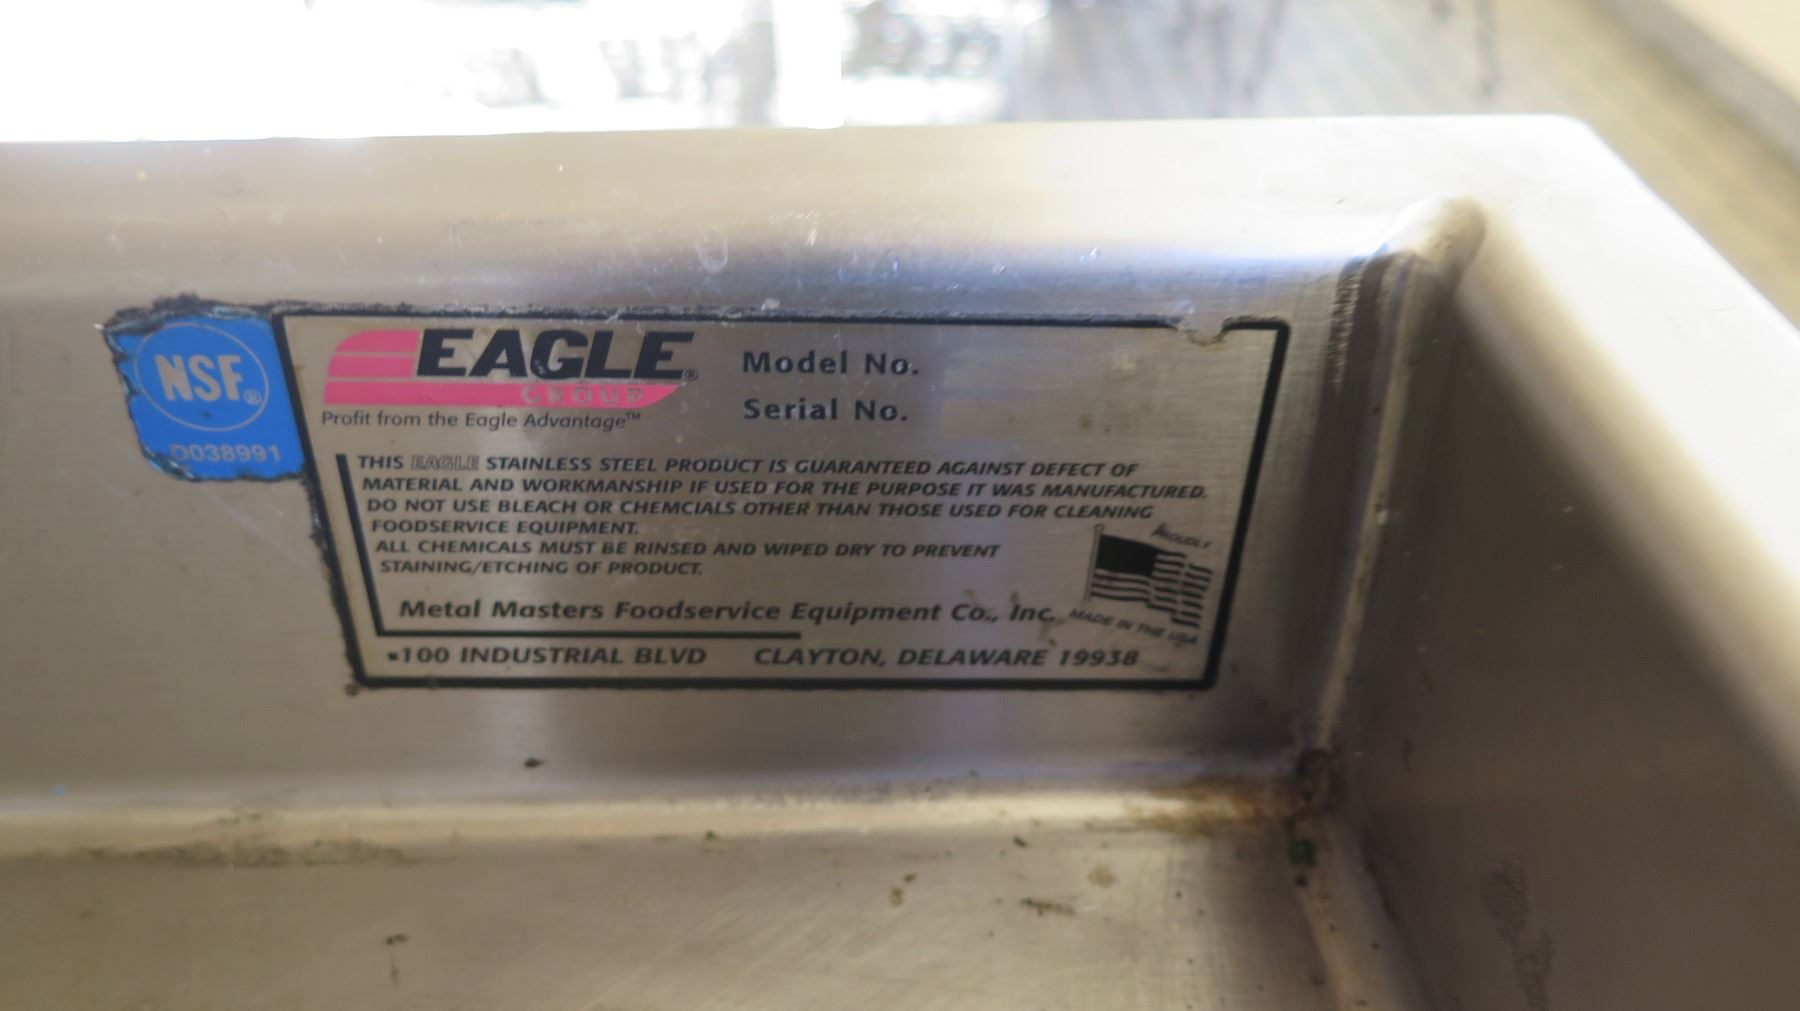 NSF®
D038991
EAGLE®
GROUP
Profit from the Eagle Advantage™
Model No.
Serial No.
THIS EAGLE STAINLESS STEEL PRODUCT IS GUARANTEED AGAINST DEFECT OF
MATERIAL AND WORKMANSHIP IF USED FOR THE PURPOSE IT WAS MANUFACTURED.
DO NOT USE BLEACH OR CHEMCIALS OTHER THAN THOSE USED FOR CLEANING
FOODSERVICE EQUIPMENT.
ALL CHEMICALS MUST BE RINSED AND WIPED DRY TO PREVENT
STAINING/ETCHING OF PRODUCT.
PROUDLY
MADE IN THE USA
Metal Masters Foodservice Equipment Co., Inc.
100 INDUSTRIAL BLVD CLAYTON, DELAWARE 19938